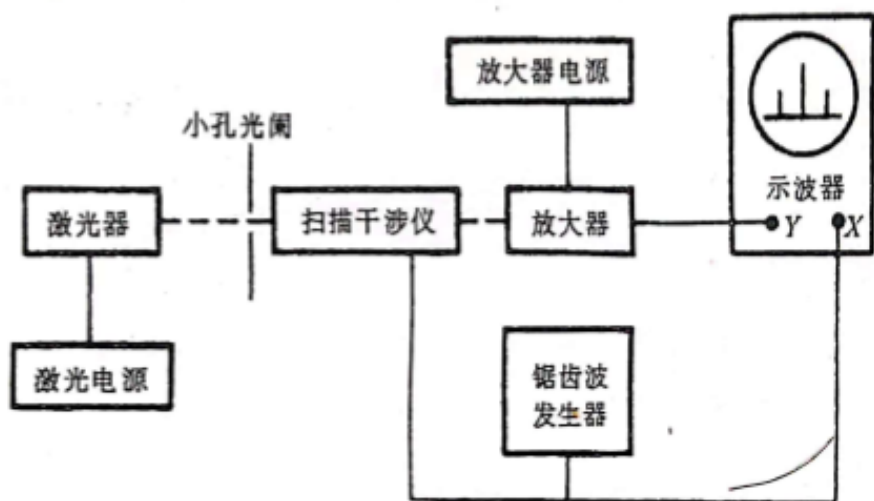 放大器电源
小孔光阑
示波器
激光器
扫描干涉仪
放大器
Y
X
激光电源
锯齿波
发生器